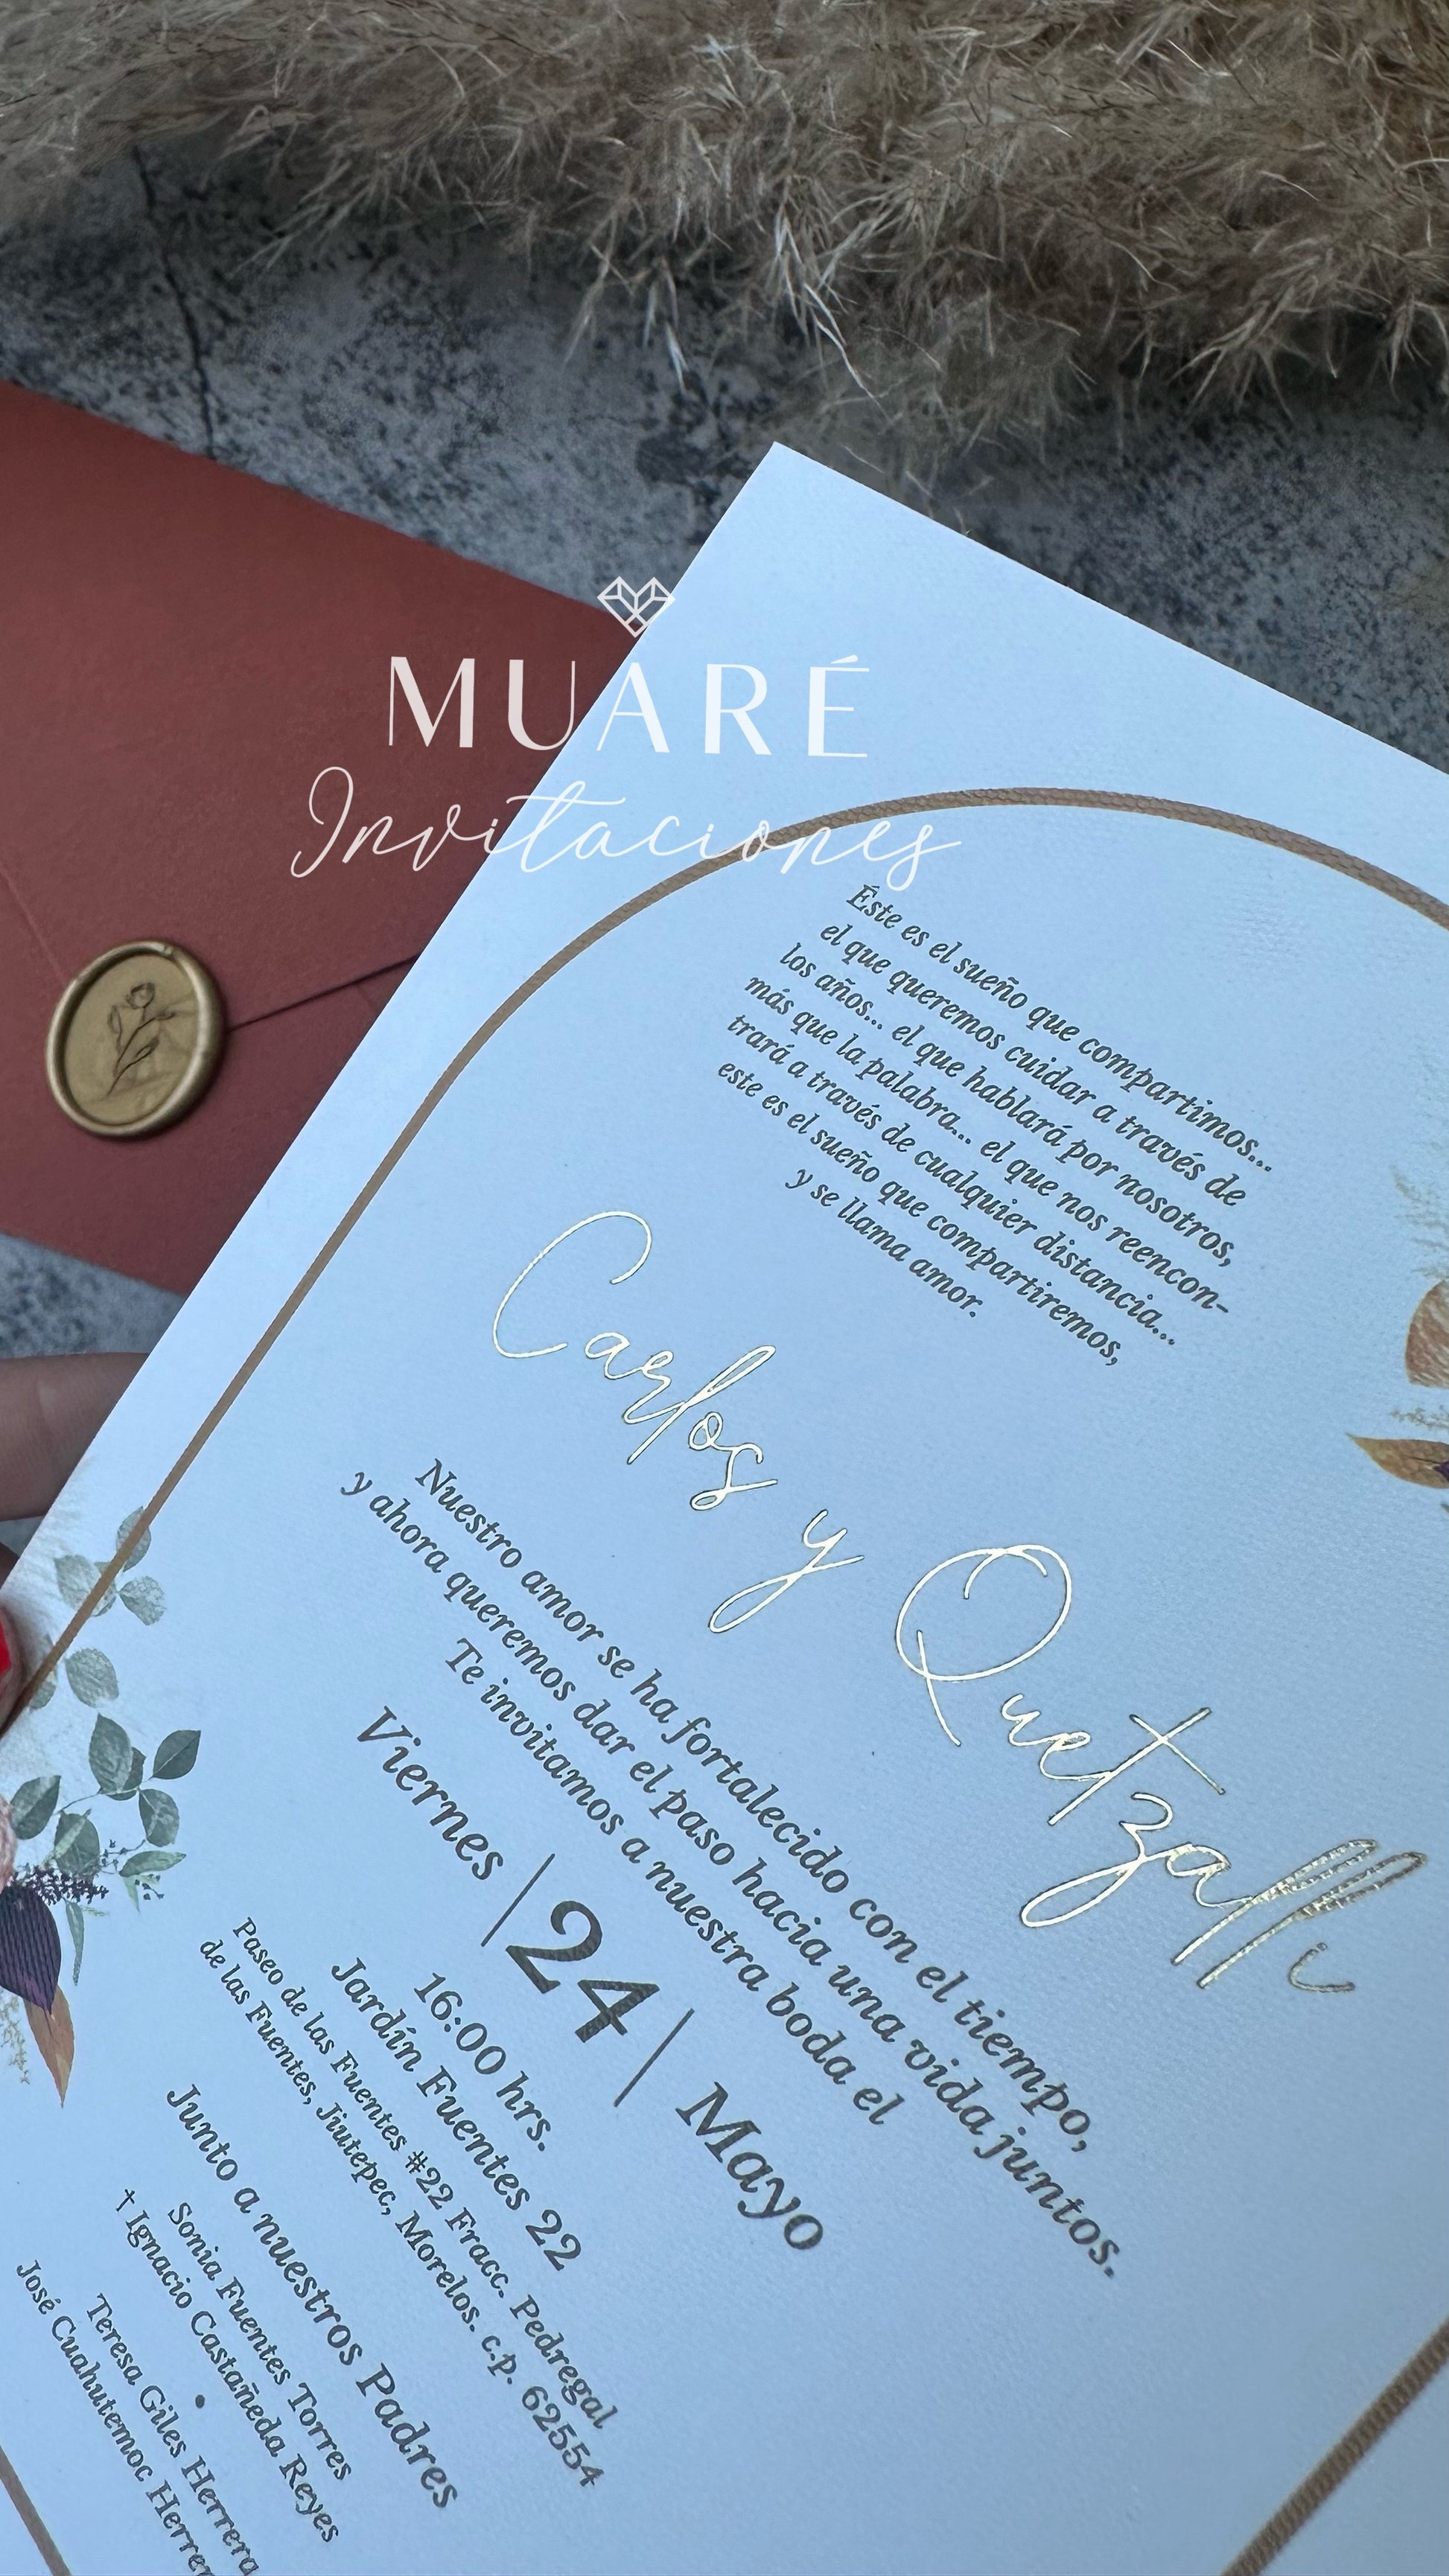 MUARÉ
Invitaciones
Éste es el sueño que compartimos...
el que queremos cuidar a través de
los años... el que hablará por nosotros,
más que la palabra... el que nos reencon-
trará a través de cualquier distancia...
este es el sueño que compartiremos,
y se llama amor.
Carlos y Quetzalli
Nuestro amor se ha fortalecido con el tiempo,
y ahora queremos dar el paso hacia una vida juntos.
Te invitamos a nuestra boda el
Viernes | 24 | Mayo
16:00 hrs.
Jardín Fuentes 22
Paseo de las Fuentes #22 Fracc. Pedregal
de las Fuentes, Jiutepec, Morelos. c.p. 62554
Junto a nuestros Padres
Sonia Fuentes Torres
† Ignacio Castañeda Reyes
•
Teresa Giles Herrera
José Cuahutemoc